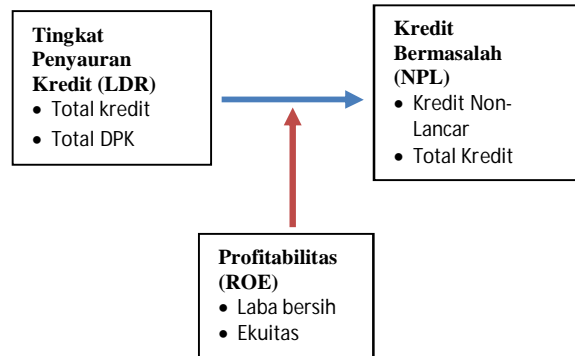 Tingkat
Penyauran
Kredit (LDR)
• Total kredit
• Total DPK
Kredit
Bermasalah
(NPL)
• Kredit Non-
Lancar
• Total Kredit
Profitabilitas
(ROE)
• Laba bersih
• Ekuitas